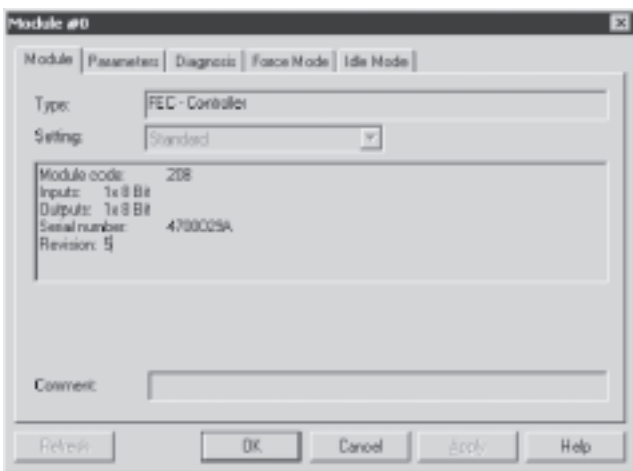 Module #0
Module Parameters Diagnosis Force Mode Idle Mode
Type: FEC - Controller
Setting: Standard
Module code: 208
Inputs: 1x 8 Bit
Outputs: 1x 8 Bit
Serial number: 4700029A
Revision: 5
Comment:
Refresh OK Cancel Apply Help